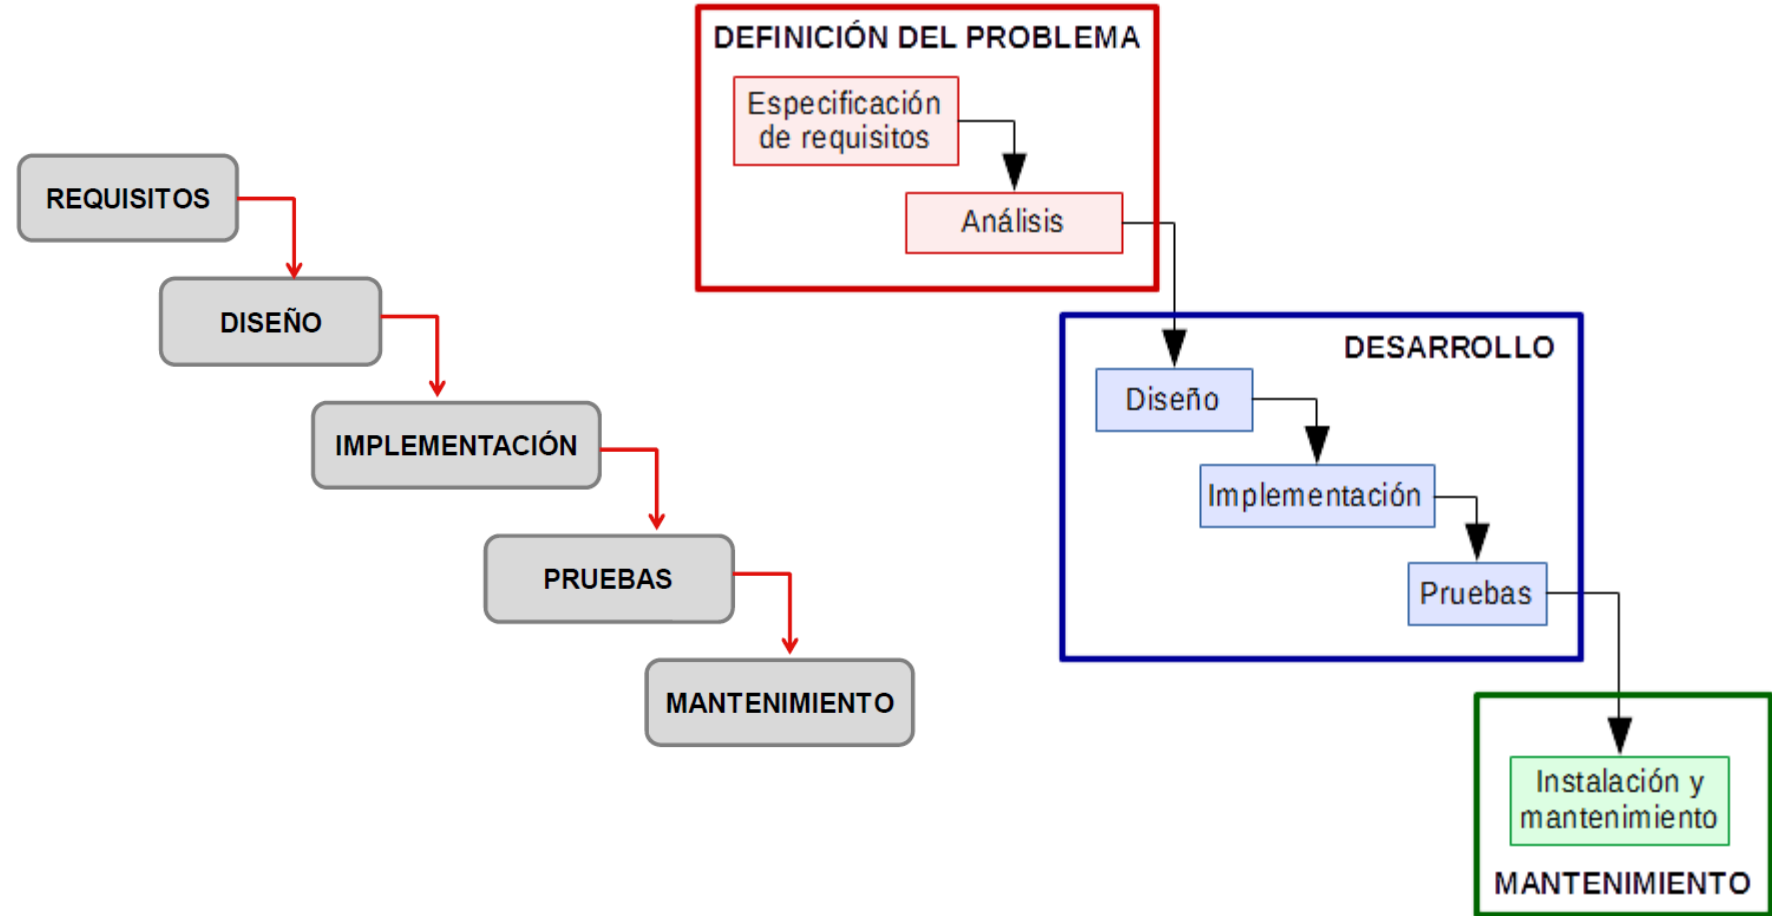 REQUISITOS
DISEÑO
IMPLEMENTACIÓN
PRUEBAS
MANTENIMIENTO
DEFINICIÓN DEL PROBLEMA
Especificación
de requisitos
Análisis
DESARROLLO
Diseño
Implementación
Pruebas
Instalación y
mantenimiento
MANTENIMIENTO